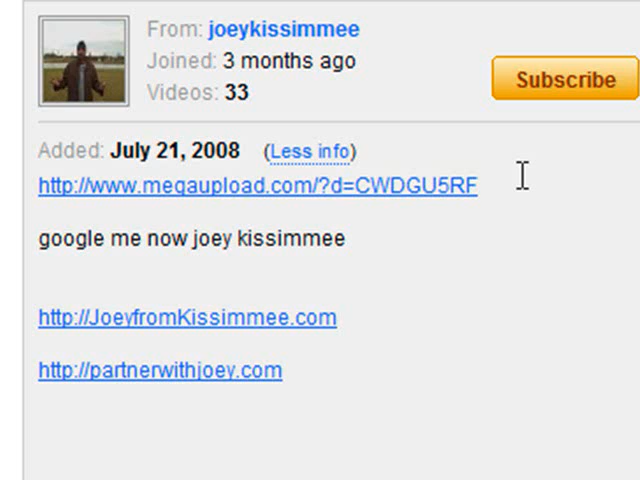 From: joeykissimmee
Joined: 3 months ago
Videos: 33
Subscribe
Added: July 21, 2008 (Less info)
http://www.megaupload.com/?d=CWDGU5RF
google me now joey kissimmee
http://JoeyfromKissimmee.com
http://partnerwithjoey.com